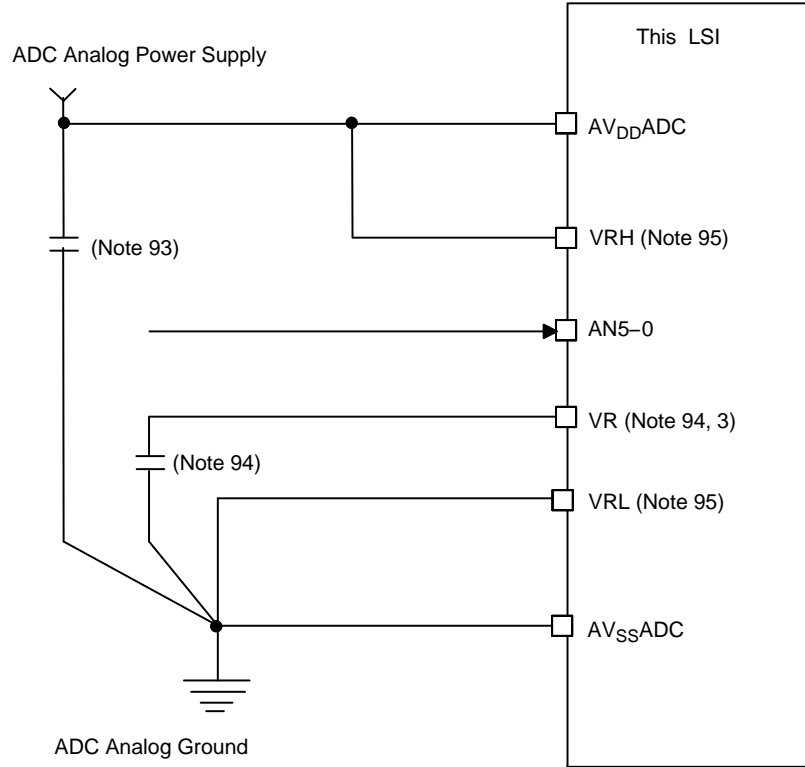 This LSI
ADC Analog Power Supply
AVDDADC
(Note 93)
VRH (Note 95)
AN5−0
VR (Note 94, 3)
(Note 94)
VRL (Note 95)
AVSSADC
ADC Analog Ground